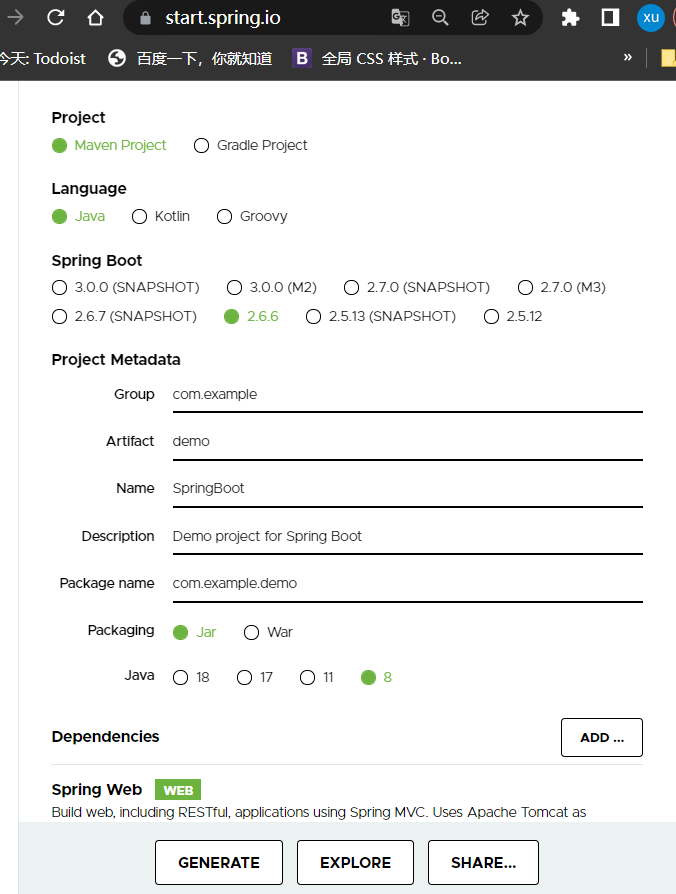 start.spring.io
xu
今天: Todoist 百度一下，你就知道 B 全局 CSS 样式 · Bo... »
Project
Maven Project Gradle Project
Language
Java Kotlin Groovy
Spring Boot
3.0.0 (SNAPSHOT) 3.0.0 (M2) 2.7.0 (SNAPSHOT) 2.7.0 (M3)
2.6.7 (SNAPSHOT) 2.6.6 2.5.13 (SNAPSHOT) 2.5.12
Project Metadata
Group com.example
Artifact demo
Name SpringBoot
Description Demo project for Spring Boot
Package name com.example.demo
Packaging Jar War
Java 18 17 11 8
Dependencies ADD ...
Spring Web WEB
Build web, including RESTful, applications using Spring MVC. Uses Apache Tomcat as
GENERATE EXPLORE SHARE...